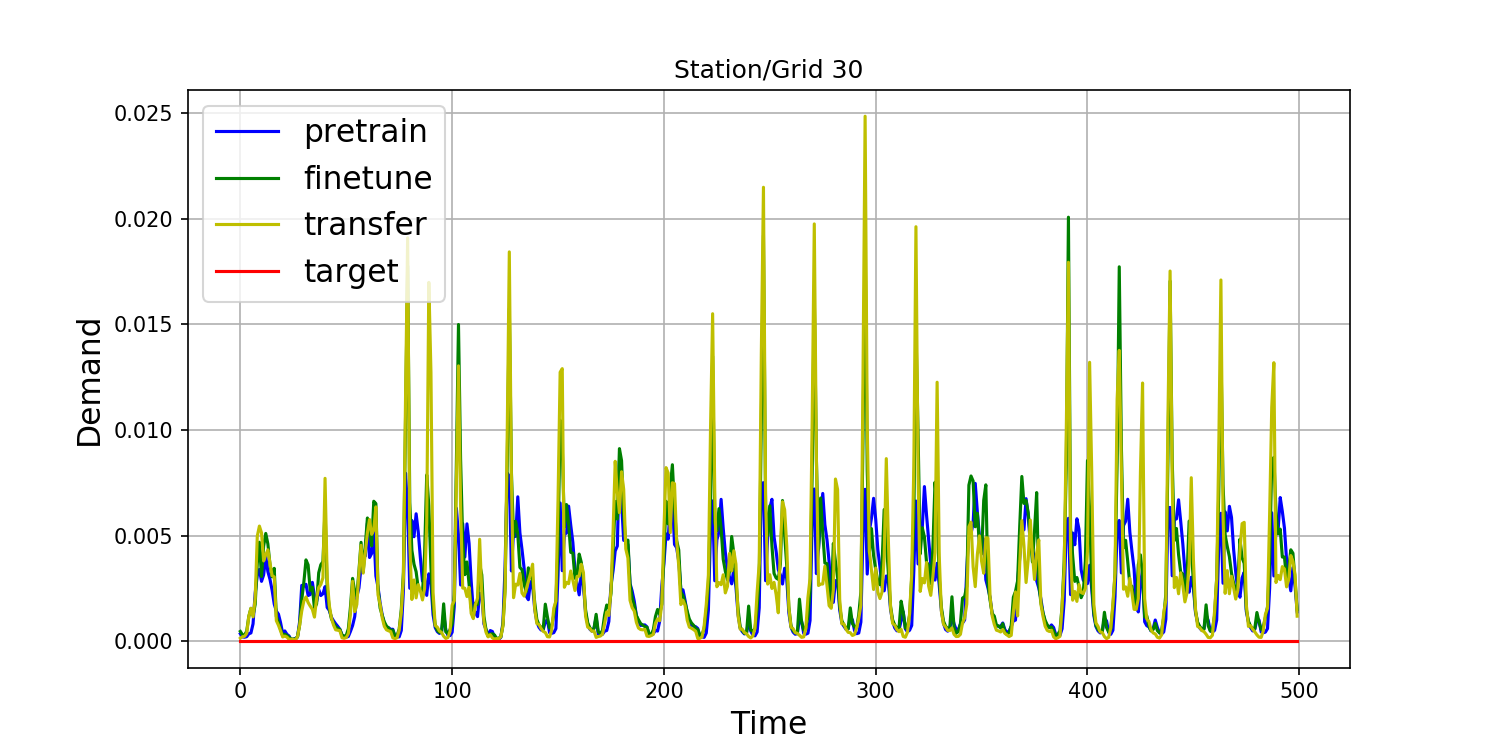 Station/Grid 30
0.025
0.020
0.015
0.010
0.005
0.000
Demand
pretrain
finetune
transfer
target
0 100 200 300 400 500
Time